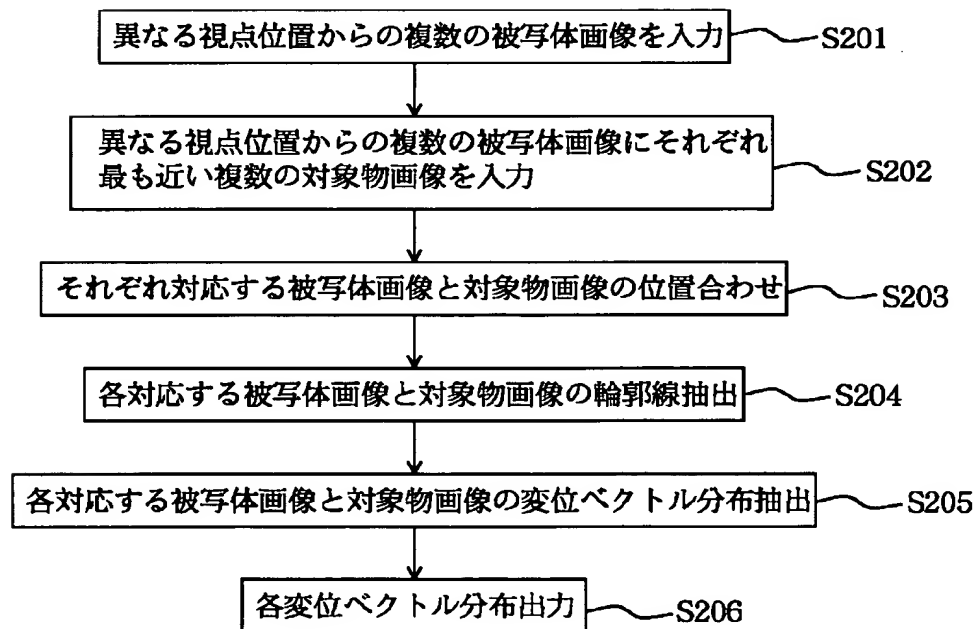 異なる視点位置からの複数の被写体画像を入力 S201
異なる視点位置からの複数の被写体画像にそれぞれ
最も近い複数の対象物画像を入力 S202
それぞれ対応する被写体画像と対象物画像の位置合わせ S203
各対応する被写体画像と対象物画像の輪郭線抽出 S204
各対応する被写体画像と対象物画像の変位ベクトル分布抽出 S205
各変位ベクトル分布出力 S206